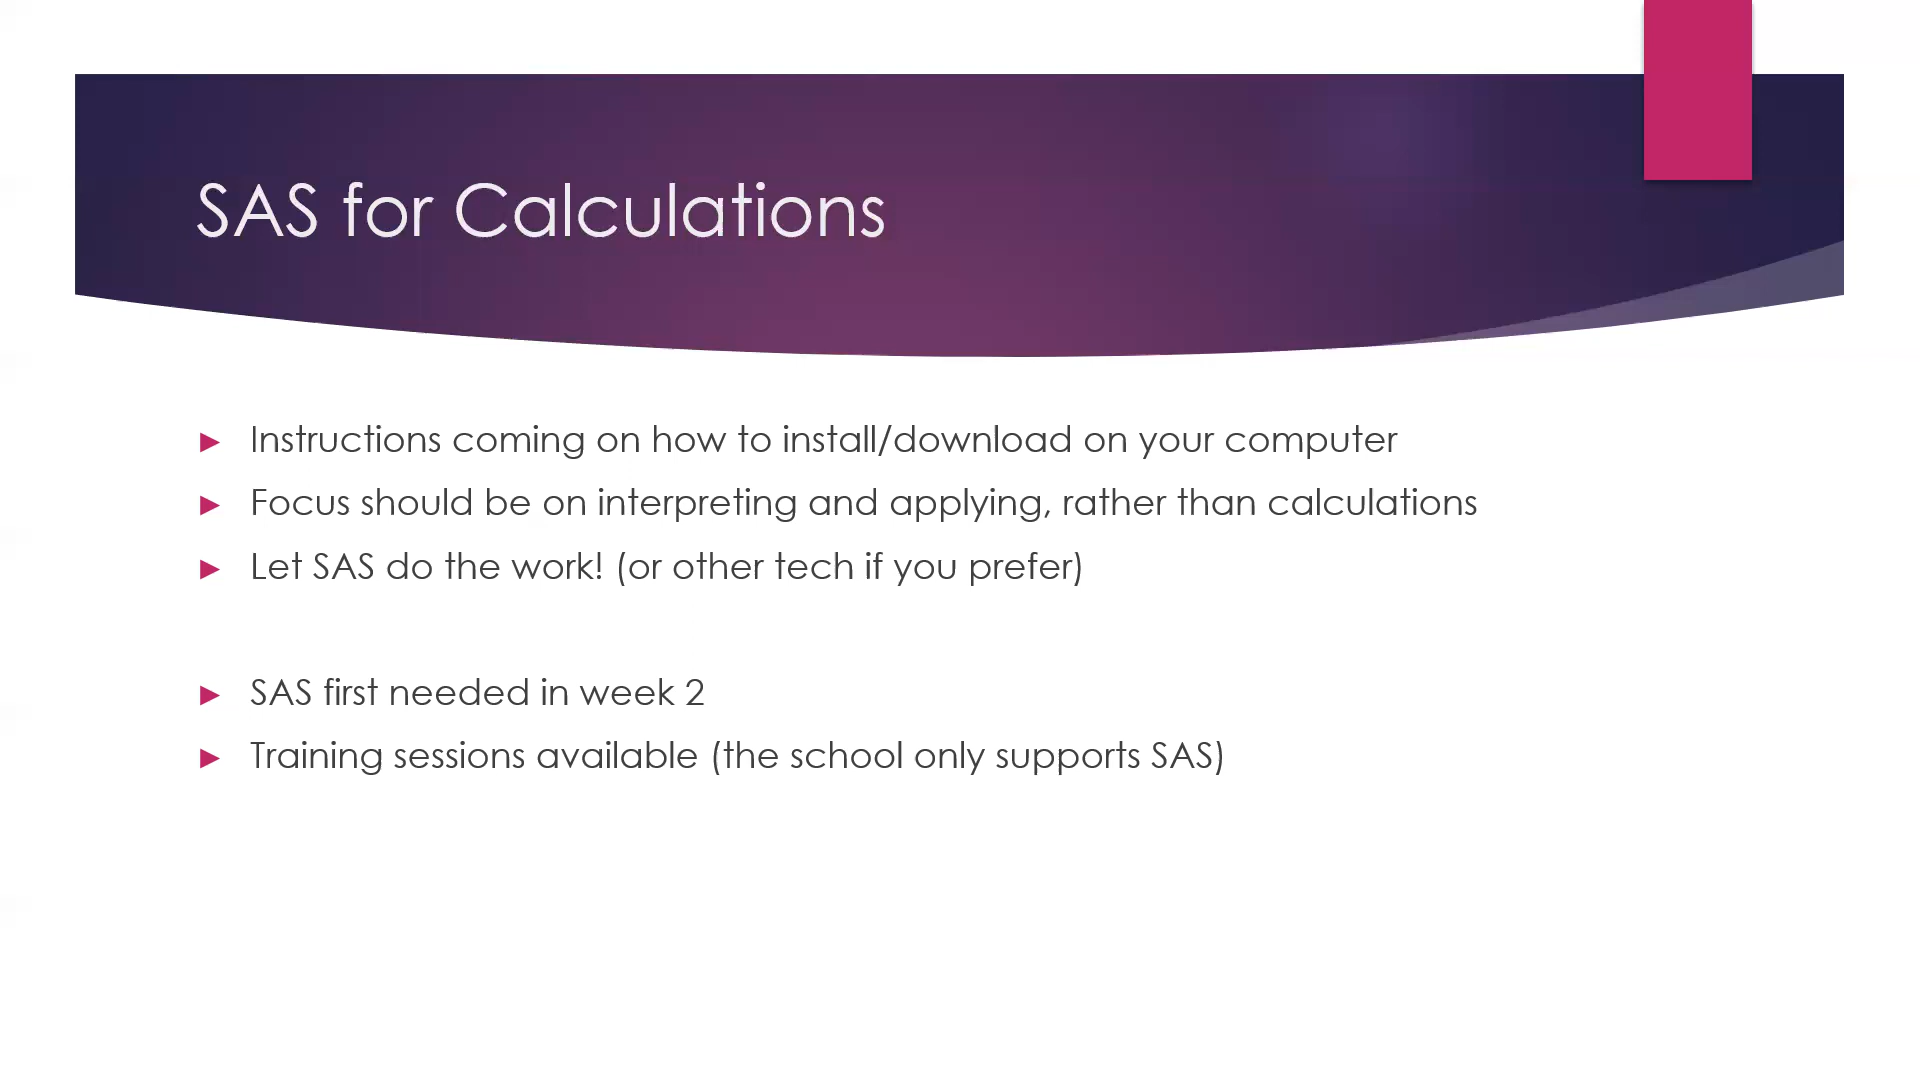 SAS for Calculations
Instructions coming on how to install/download on your computer
Focus should be on interpreting and applying, rather than calculations
Let SAS do the work! (or other tech if you prefer)
SAS first needed in week 2
Training sessions available (the school only supports SAS)